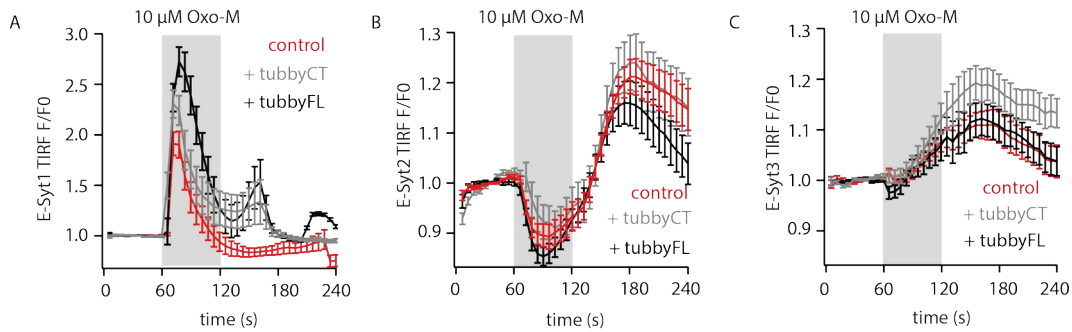 A
10 µM Oxo-M
E-Syt1 TIRF F/F0
3.0
2.5
2.0
1.5
1.0
control
+ tubbyCT
+ tubbyFL
0
60
120
180
240
time (s)
B
10 µM Oxo-M
E-Syt2 TIRF F/F0
1.3
1.2
1.1
1.0
0.9
control
+ tubbyCT
+ tubbyFL
0
60
120
180
240
time (s)
C
10 µM Oxo-M
E-Syt3 TIRF F/F0
1.3
1.2
1.1
1.0
0.9
control
+ tubbyCT
+ tubbyFL
0
60
120
180
240
time (s)